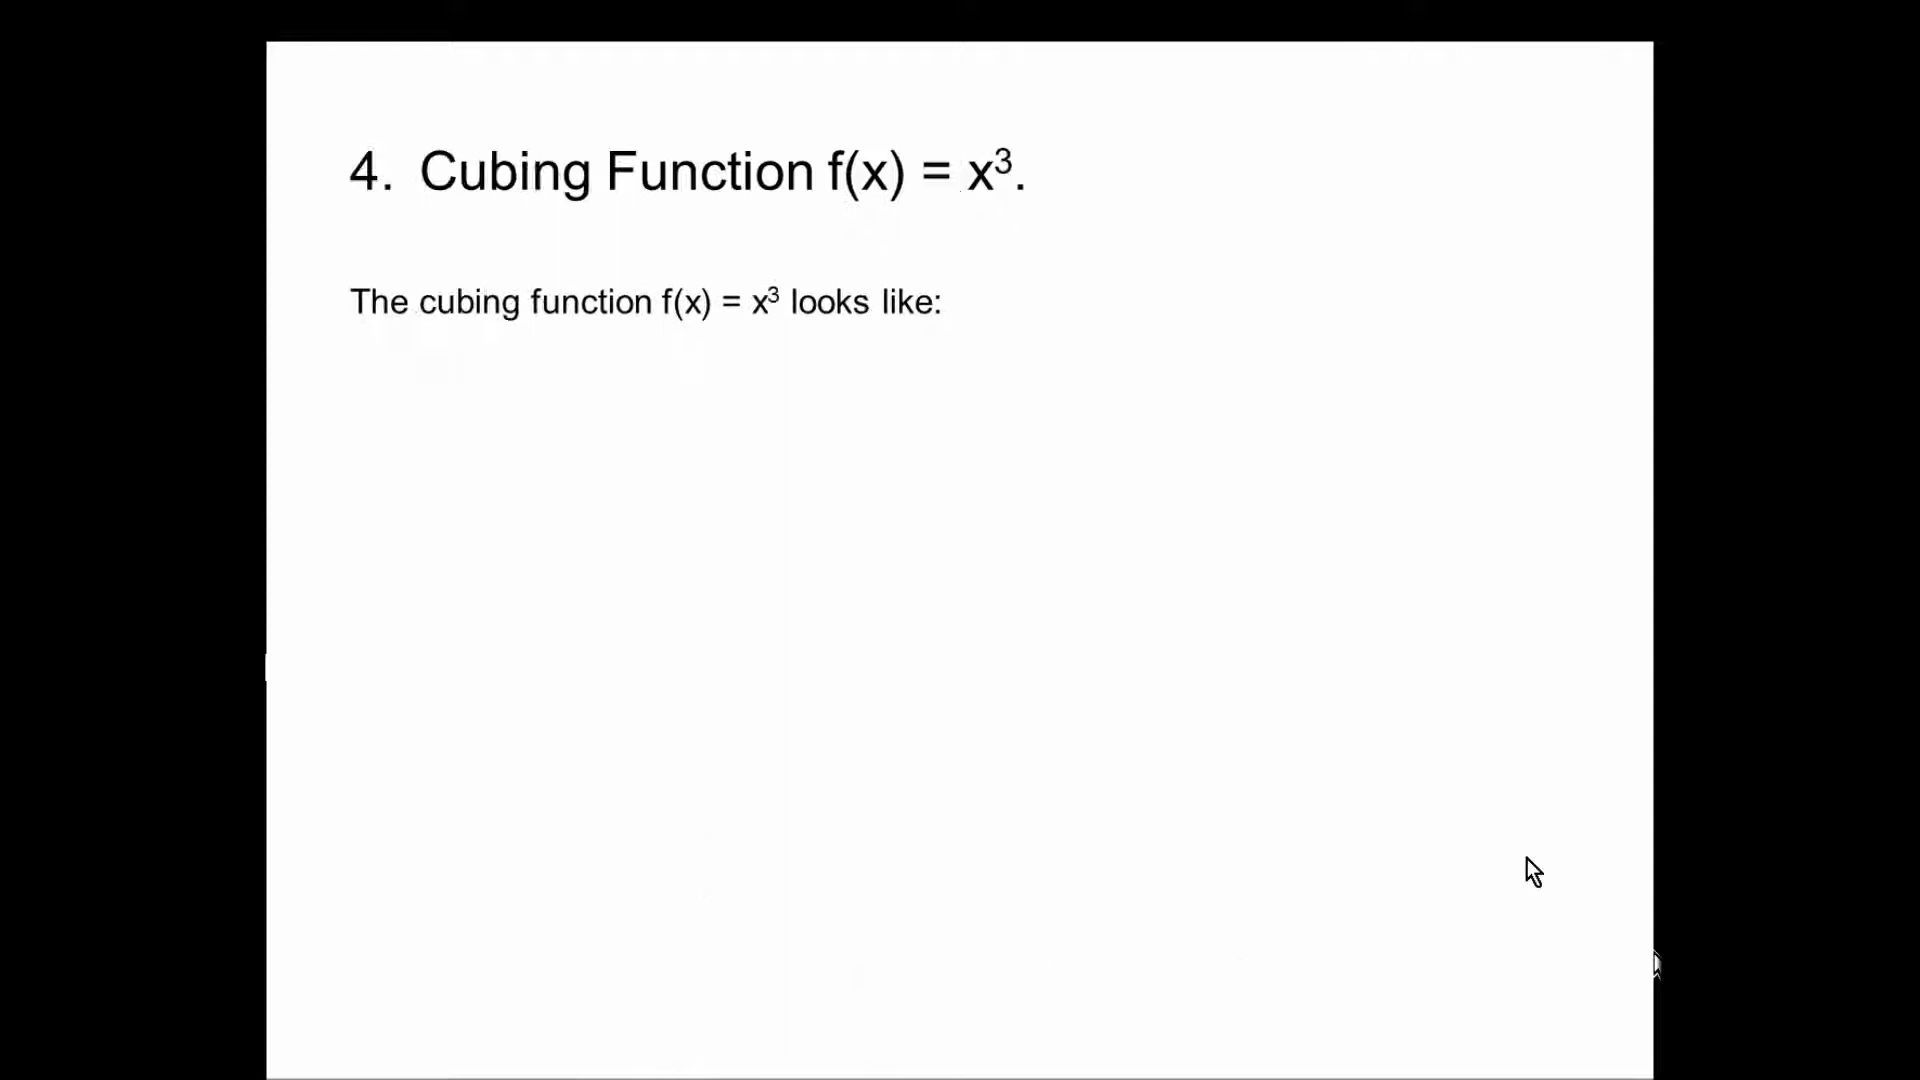 4. Cubing Function f(x) = x³.
The cubing function f(x) = x³ looks like: